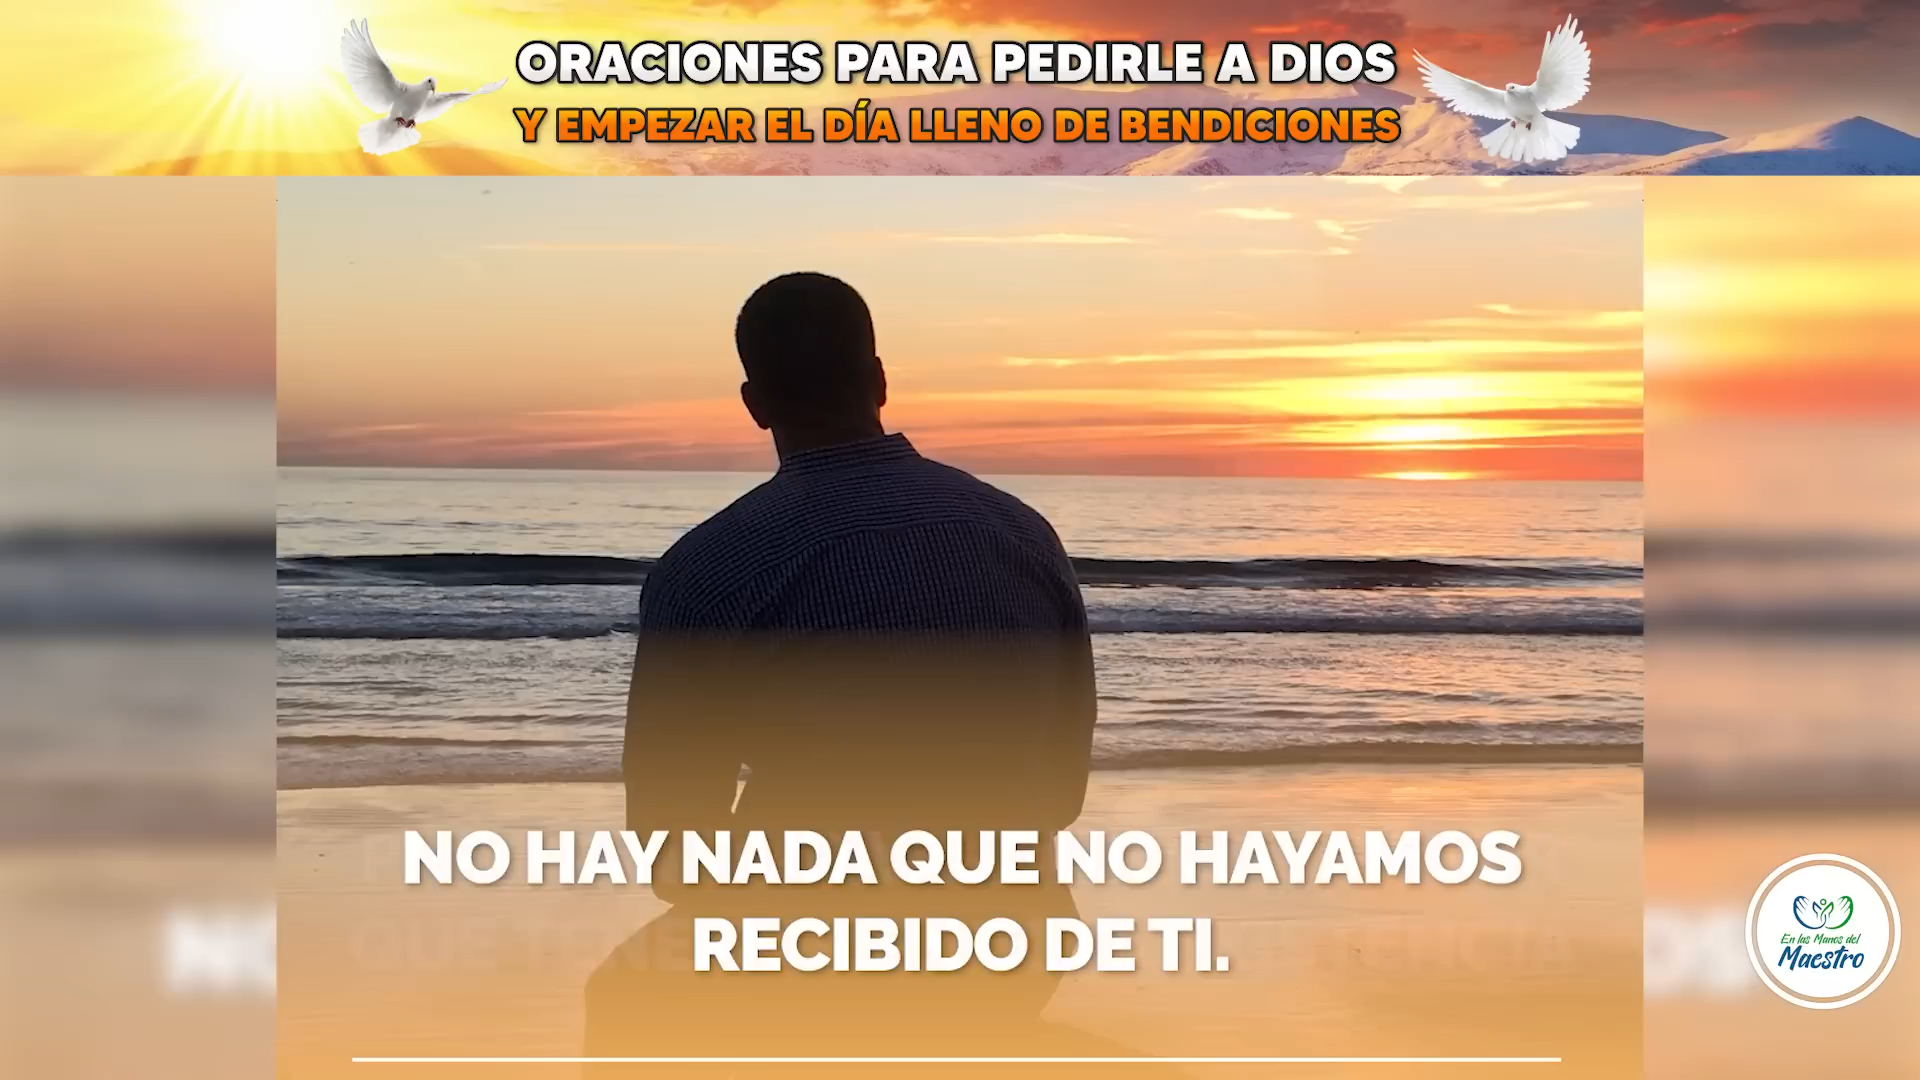 ORACIONES PARA PEDIRLE A DIOS
Y EMPEZAR EL DÍA LLENO DE BENDICIONES
NO HAY NADA QUE NO HAYAMOS
RECIBIDO DE TI.
En las Manos del
Maestro